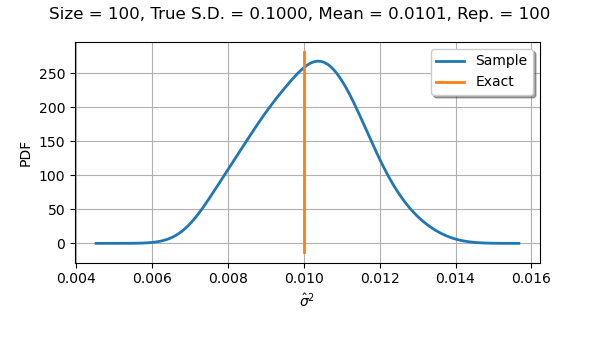 Size = 100, True S.D. = 0.1000, Mean = 0.0101, Rep. = 100
Sample
Exact
250
200
150
100
50
0
PDF
0.004 0.006 0.008 0.010 0.012 0.014 0.016
σ̂²